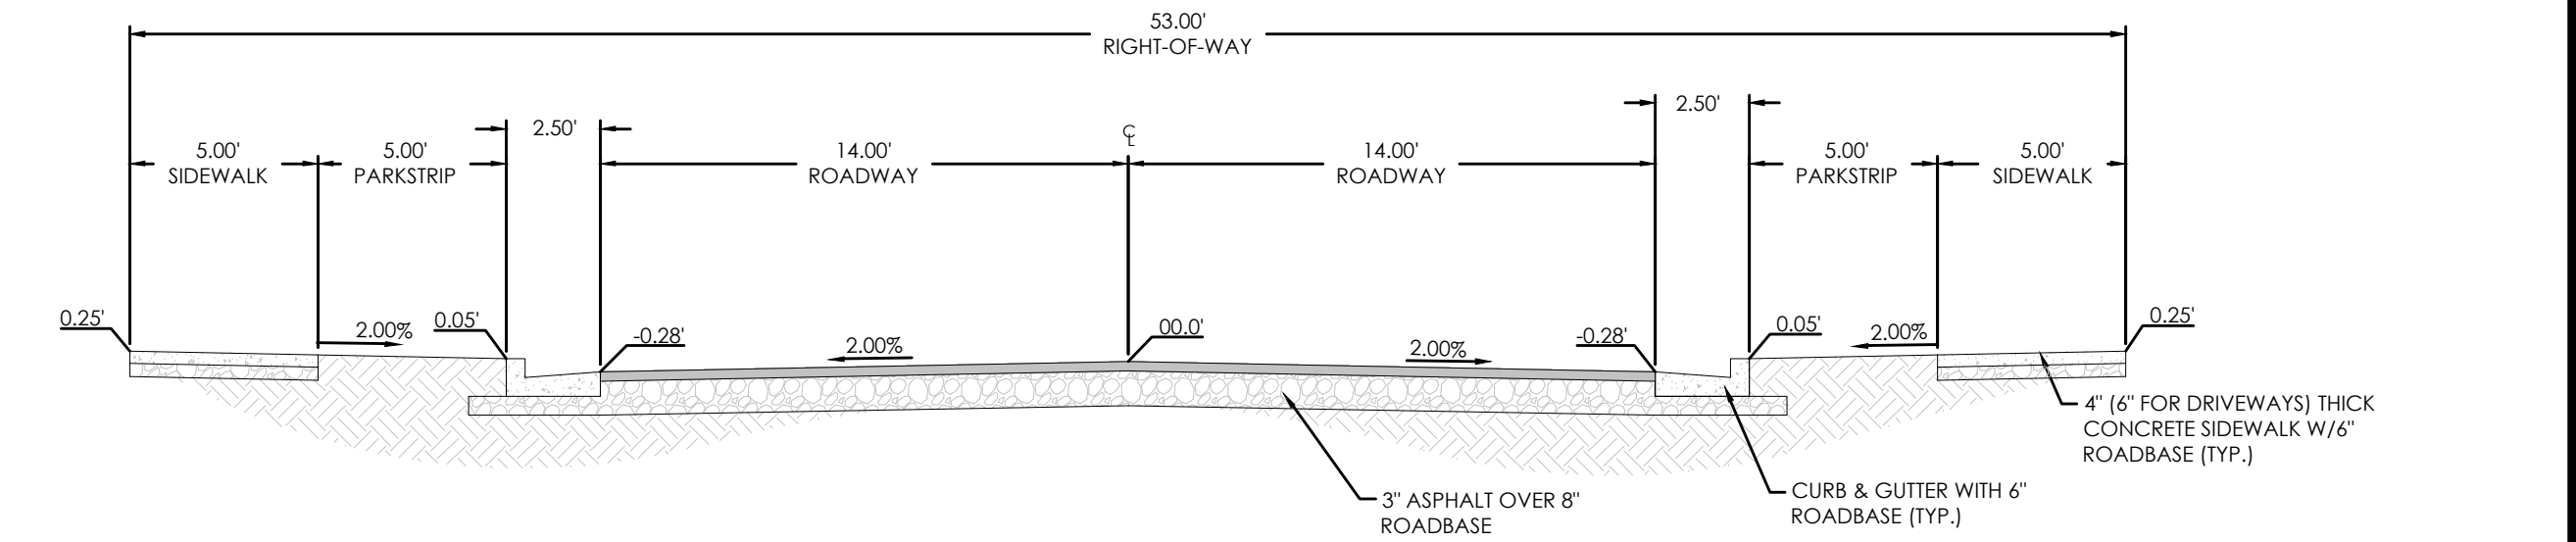 53.00'
RIGHT-OF-WAY
2.50'
2.50'
℄
5.00'
SIDEWALK
5.00'
PARKSTRIP
14.00'
ROADWAY
14.00'
ROADWAY
5.00'
PARKSTRIP
5.00'
SIDEWALK
0.25'
2.00%
0.05'
-0.28'
2.00%
00.0'
2.00%
-0.28'
0.05'
2.00%
0.25'
4" (6" FOR DRIVEWAYS) THICK
CONCRETE SIDEWALK W/6"
ROADBASE (TYP.)
CURB & GUTTER WITH 6"
ROADBASE (TYP.)
3" ASPHALT OVER 8"
ROADBASE